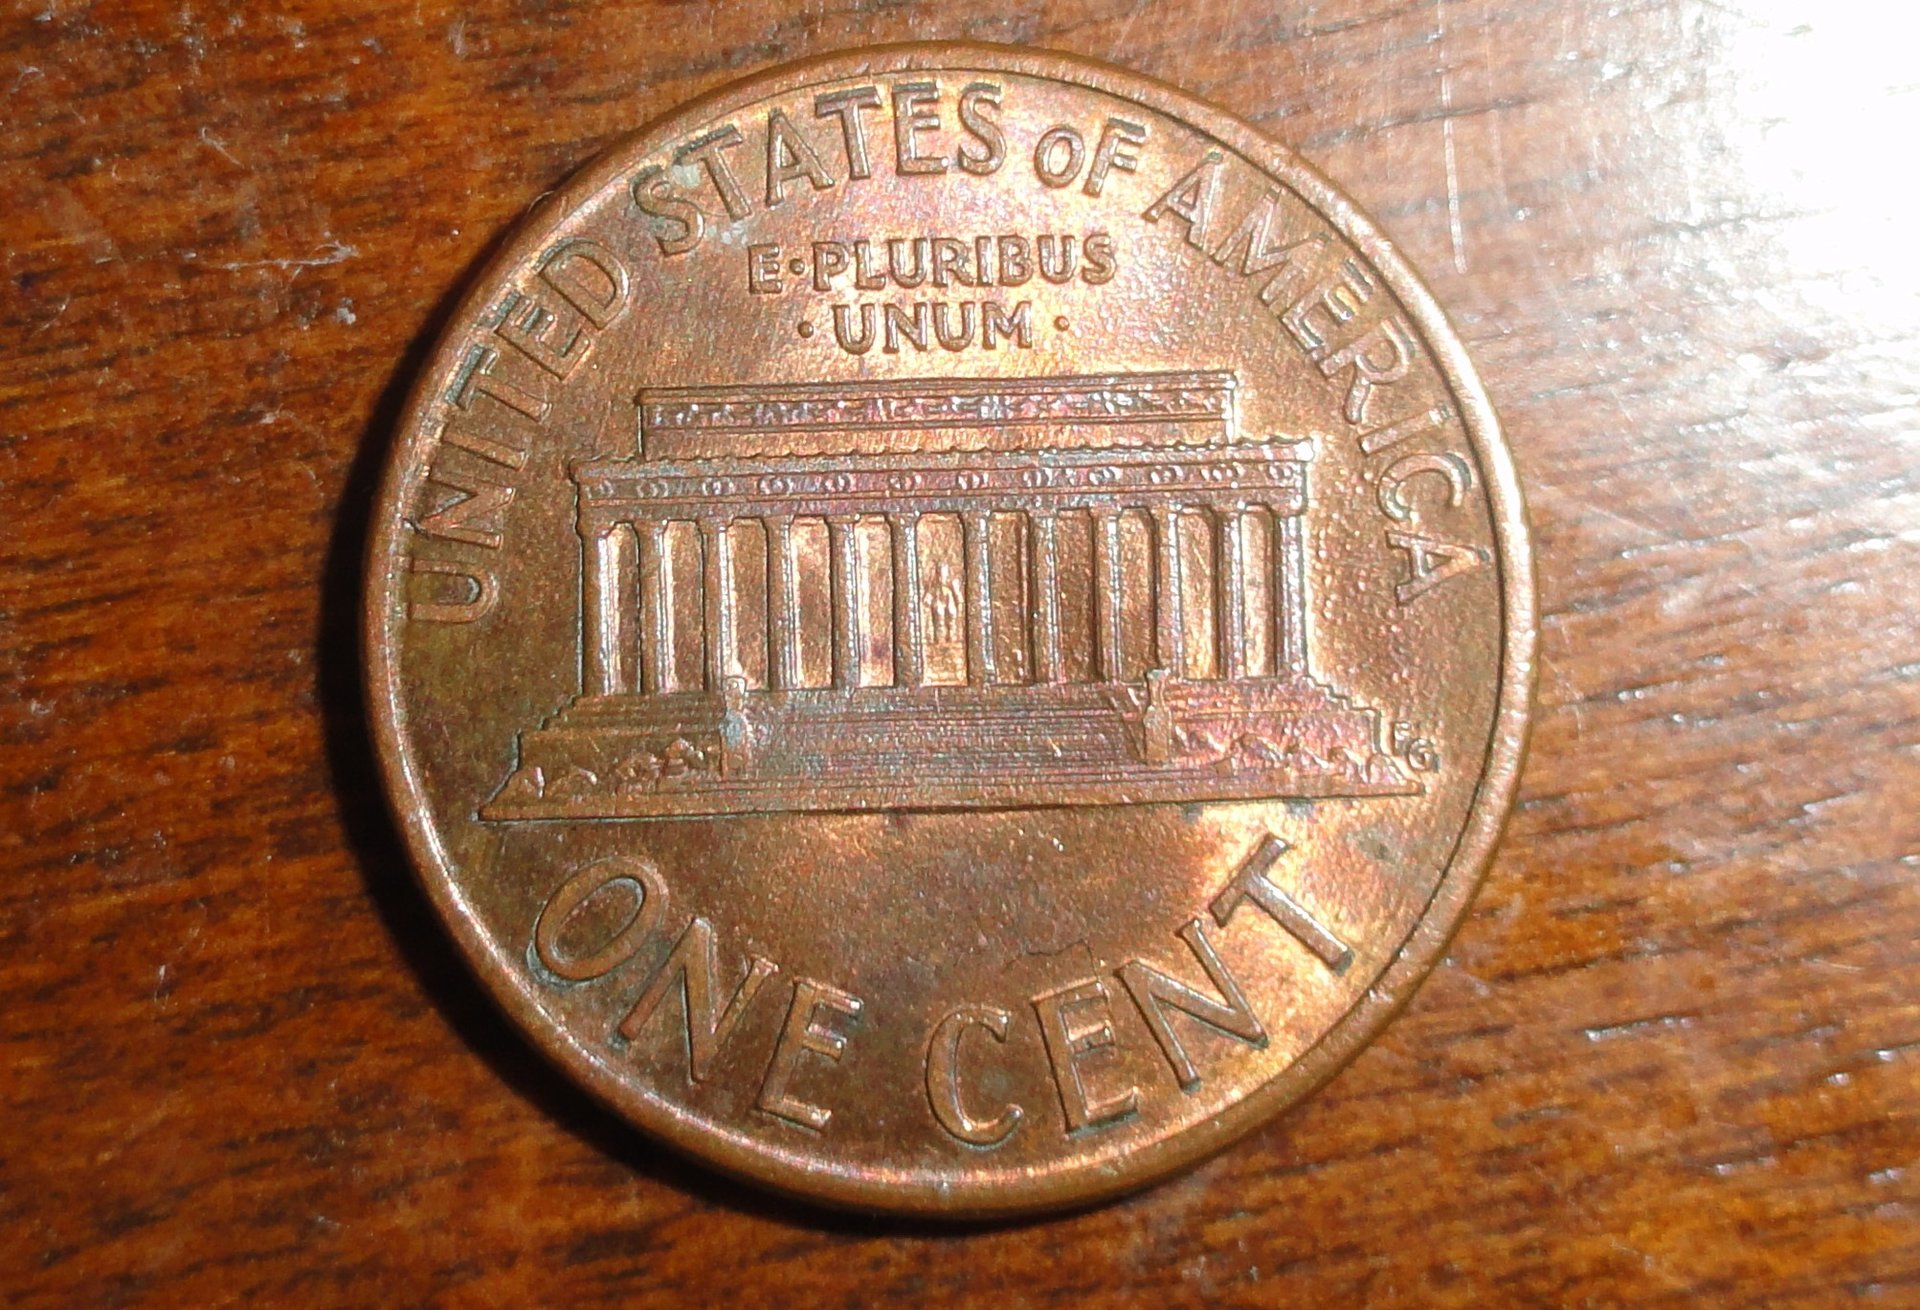 UNITED STATES OF AMERICA
E·PLURIBUS
·UNUM·
FG
ONE CENT